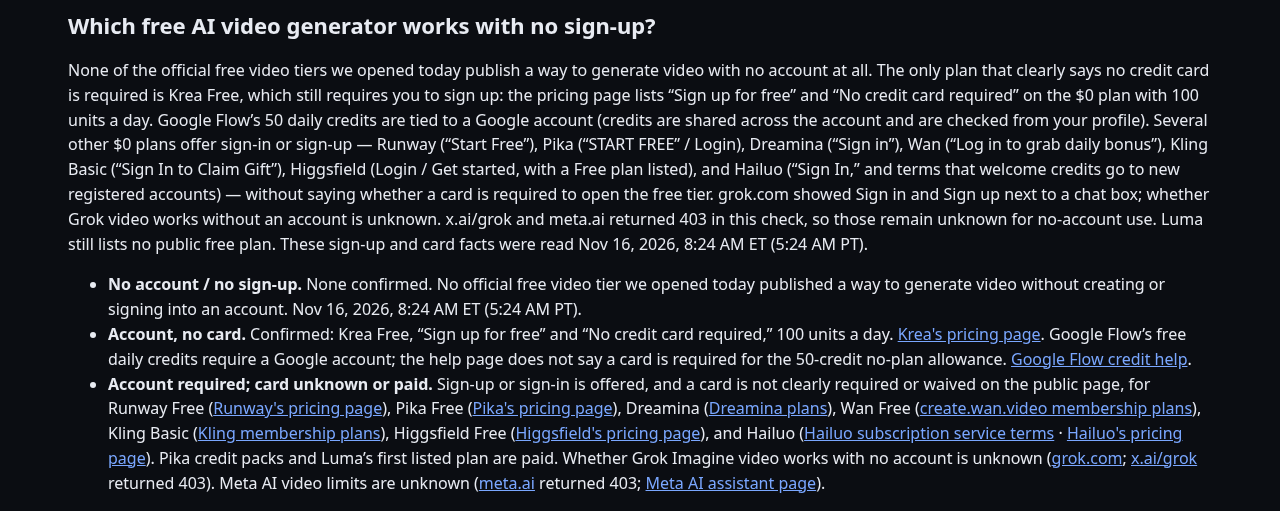 Which free AI video generator works with no sign-up?
None of the official free video tiers we opened today publish a way to generate video with no account at all. The only plan that clearly says no credit card
is required is Krea Free, which still requires you to sign up: the pricing page lists “Sign up for free” and “No credit card required” on the $0 plan with 100
units a day. Google Flow’s 50 daily credits are tied to a Google account (credits are shared across the account and are checked from your profile). Several
other $0 plans offer sign-in or sign-up — Runway (“Start Free”), Pika (“START FREE” / Login), Dreamina (“Sign in”), Wan (“Log in to grab daily bonus”), Kling
Basic (“Sign In to Claim Gift”), Higgsfield (Login / Get started, with a Free plan listed), and Hailuo (“Sign In,” and terms that welcome credits go to new
registered accounts) — without saying whether a card is required to open the free tier. grok.com showed Sign in and Sign up next to a chat box; whether
Grok video works without an account is unknown. x.ai/grok and meta.ai returned 403 in this check, so those remain unknown for no-account use. Luma
still lists no public free plan. These sign-up and card facts were read Nov 16, 2026, 8:24 AM ET (5:24 AM PT).
• No account / no sign-up. None confirmed. No official free video tier we opened today published a way to generate video without creating or
signing into an account. Nov 16, 2026, 8:24 AM ET (5:24 AM PT).
• Account, no card. Confirmed: Krea Free, “Sign up for free” and “No credit card required,” 100 units a day. Krea's pricing page. Google Flow’s free
daily credits require a Google account; the help page does not say a card is required for the 50-credit no-plan allowance. Google Flow credit help.
• Account required; card unknown or paid. Sign-up or sign-in is offered, and a card is not clearly required or waived on the public page, for
Runway Free (Runway's pricing page), Pika Free (Pika's pricing page), Dreamina (Dreamina plans), Wan Free (create.wan.video membership plans),
Kling Basic (Kling membership plans), Higgsfield Free (Higgsfield's pricing page), and Hailuo (Hailuo subscription service terms · Hailuo's pricing
page). Pika credit packs and Luma’s first listed plan are paid. Whether Grok Imagine video works with no account is unknown (grok.com; x.ai/grok
returned 403). Meta AI video limits are unknown (meta.ai returned 403; Meta AI assistant page).